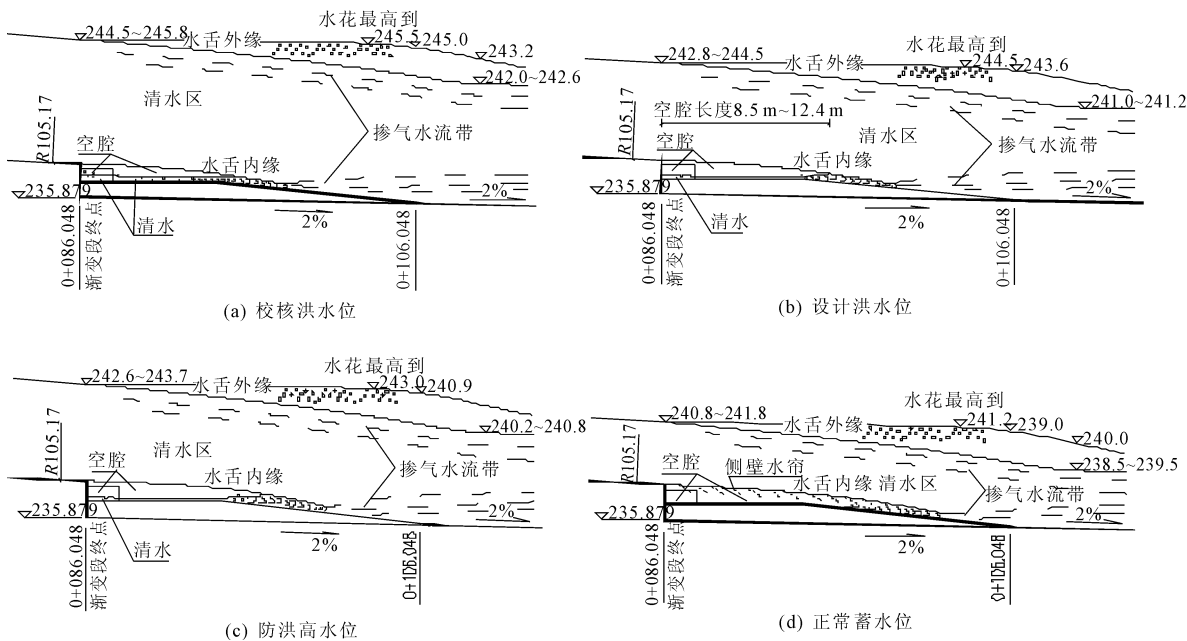 水花最高到
244.5~245.8
水舌外缘
245.5
245.0
243.2
242.0~242.6
清水区
掺气水流带
R105.17
空腔
水舌内缘
235.879
2%
清水
2%
0+086.048
渐变段终点
0+106.048
(a) 校核洪水位
水花最高到
242.8~244.5
水舌外缘
244.5
243.6
241.0~241.2
空腔长度8.5 m~12.4 m
清水区
掺气水流带
R105.17
空腔
水舌内缘
235.879
2%
清水
2%
0+086.048
渐变段终点
0+106.048
(b) 设计洪水位
水花最高到
242.6~243.7
水舌外缘
243.0
240.9
240.2~240.8
清水区
掺气水流带
R105.17
空腔
水舌内缘
235.879
2%
清水
2%
0+086.048
渐变段终点
0+106.048
(c) 防洪高水位
水花最高到
240.8~241.8
水舌外缘
241.2
239.0
240.0
238.5~239.5
R105.17
空腔
侧壁水帘
水舌内缘
清水区
掺气水流带
235.879
2%
2%
0+086.048
渐变段终点
0+106.048
(d) 正常蓄水位